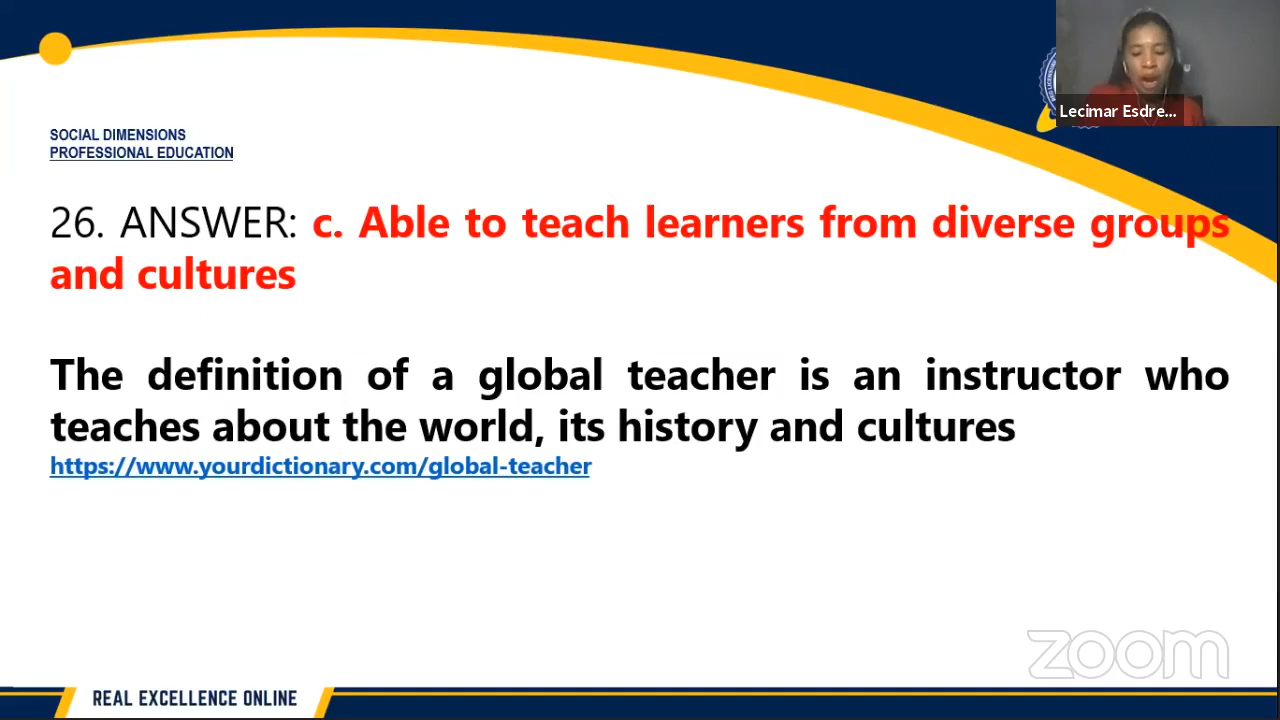 Lecimar Esdre...
SOCIAL DIMENSIONS
PROFESSIONAL EDUCATION
26. ANSWER: c. Able to teach learners from diverse groups
and cultures
The definition of a global teacher is an instructor who
teaches about the world, its history and cultures
https://www.yourdictionary.com/global-teacher
zoom
REAL EXCELLENCE ONLINE